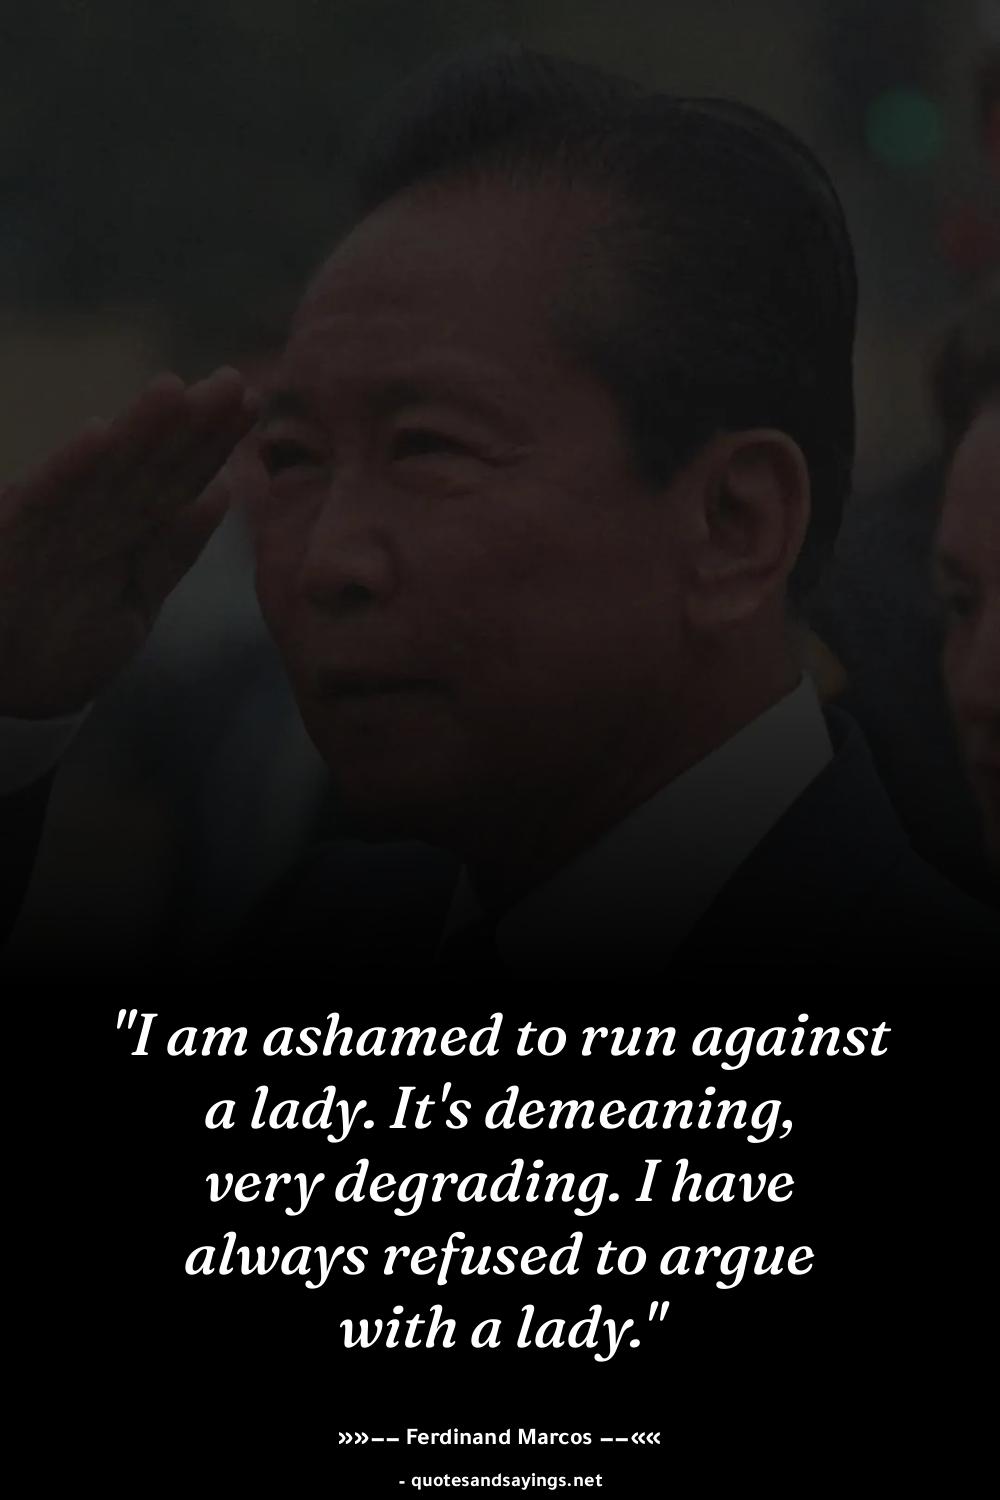 "I am ashamed to run against
a lady. It's demeaning,
very degrading. I have
always refused to argue
with a lady."
»»−− Ferdinand Marcos −−««
- quotesandsayings.net